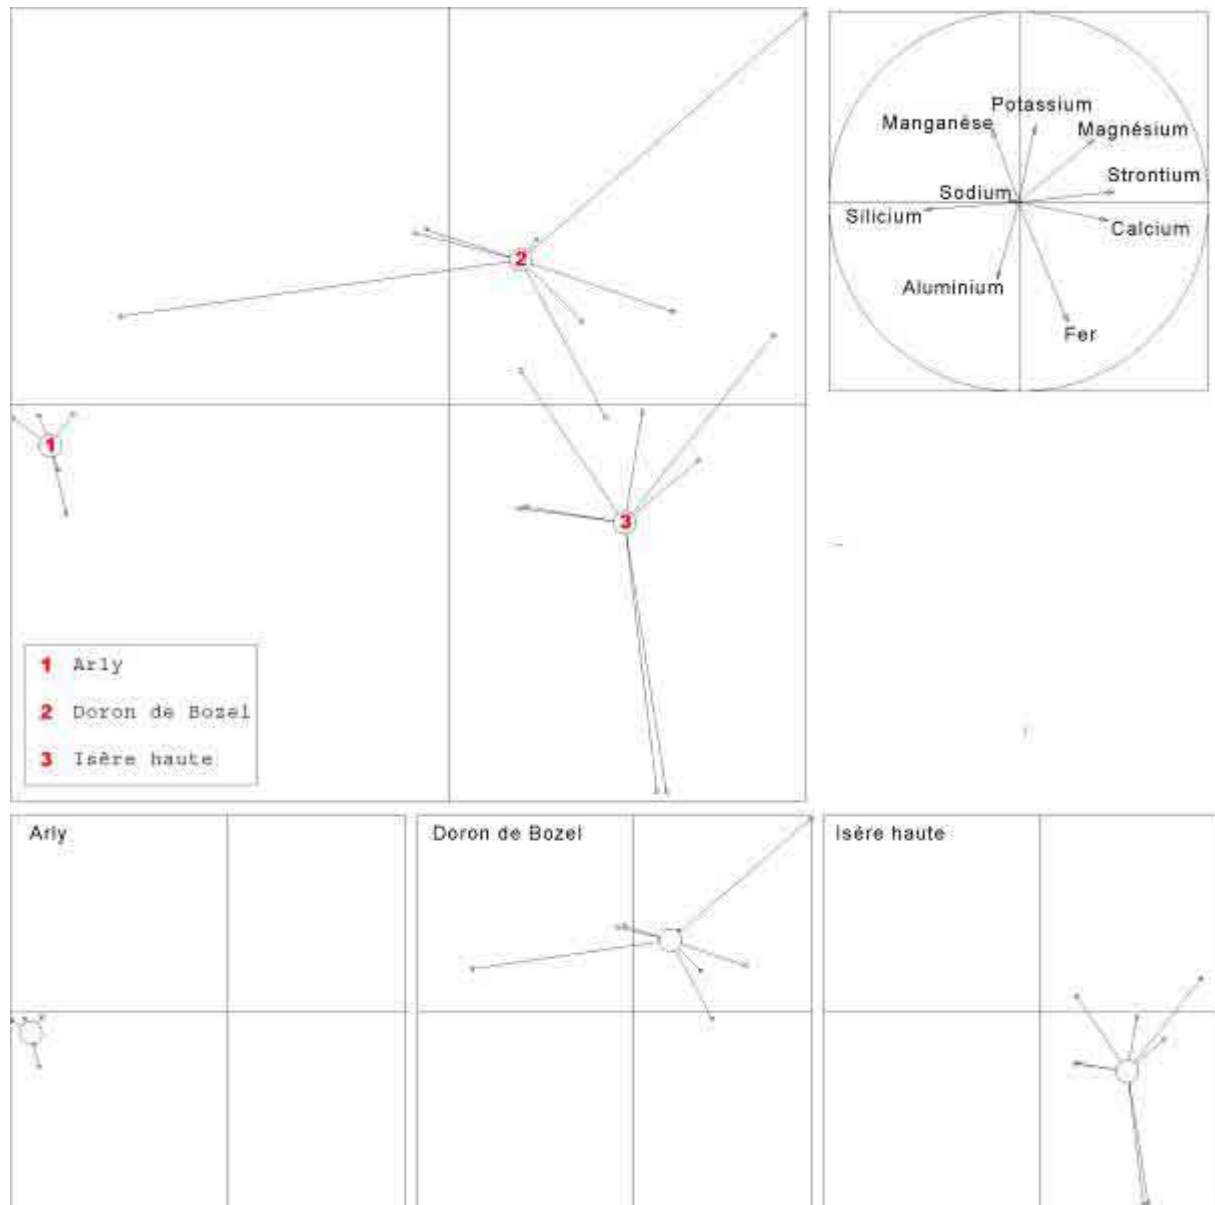 2
1
3
1 Arly
2 Doron de Bozel
3 Isère haute
Potassium
Manganèse
Magnésium
Strontium
Sodium
Silicium
Calcium
Aluminium
Fer
Arly
Doron de Bozel
Isère haute